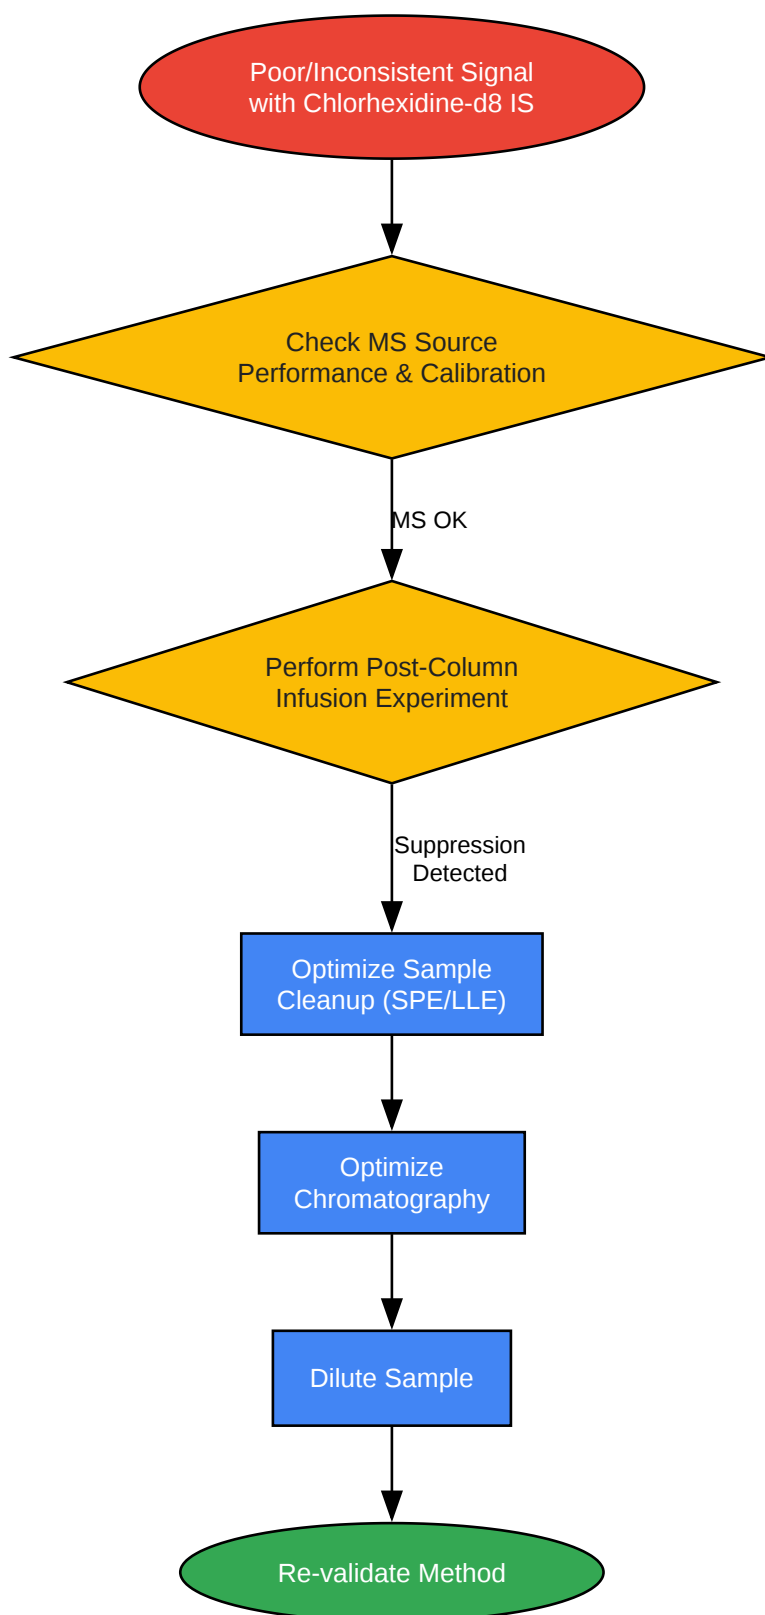 Poor/Inconsistent Signal
with Chlorhexidine-d8 IS
Check MS Source
Performance & Calibration
MS OK
Perform Post-Column
Infusion Experiment
Suppression
Detected
Optimize Sample
Cleanup (SPE/LLE)
Optimize
Chromatography
Dilute Sample
Re-validate Method